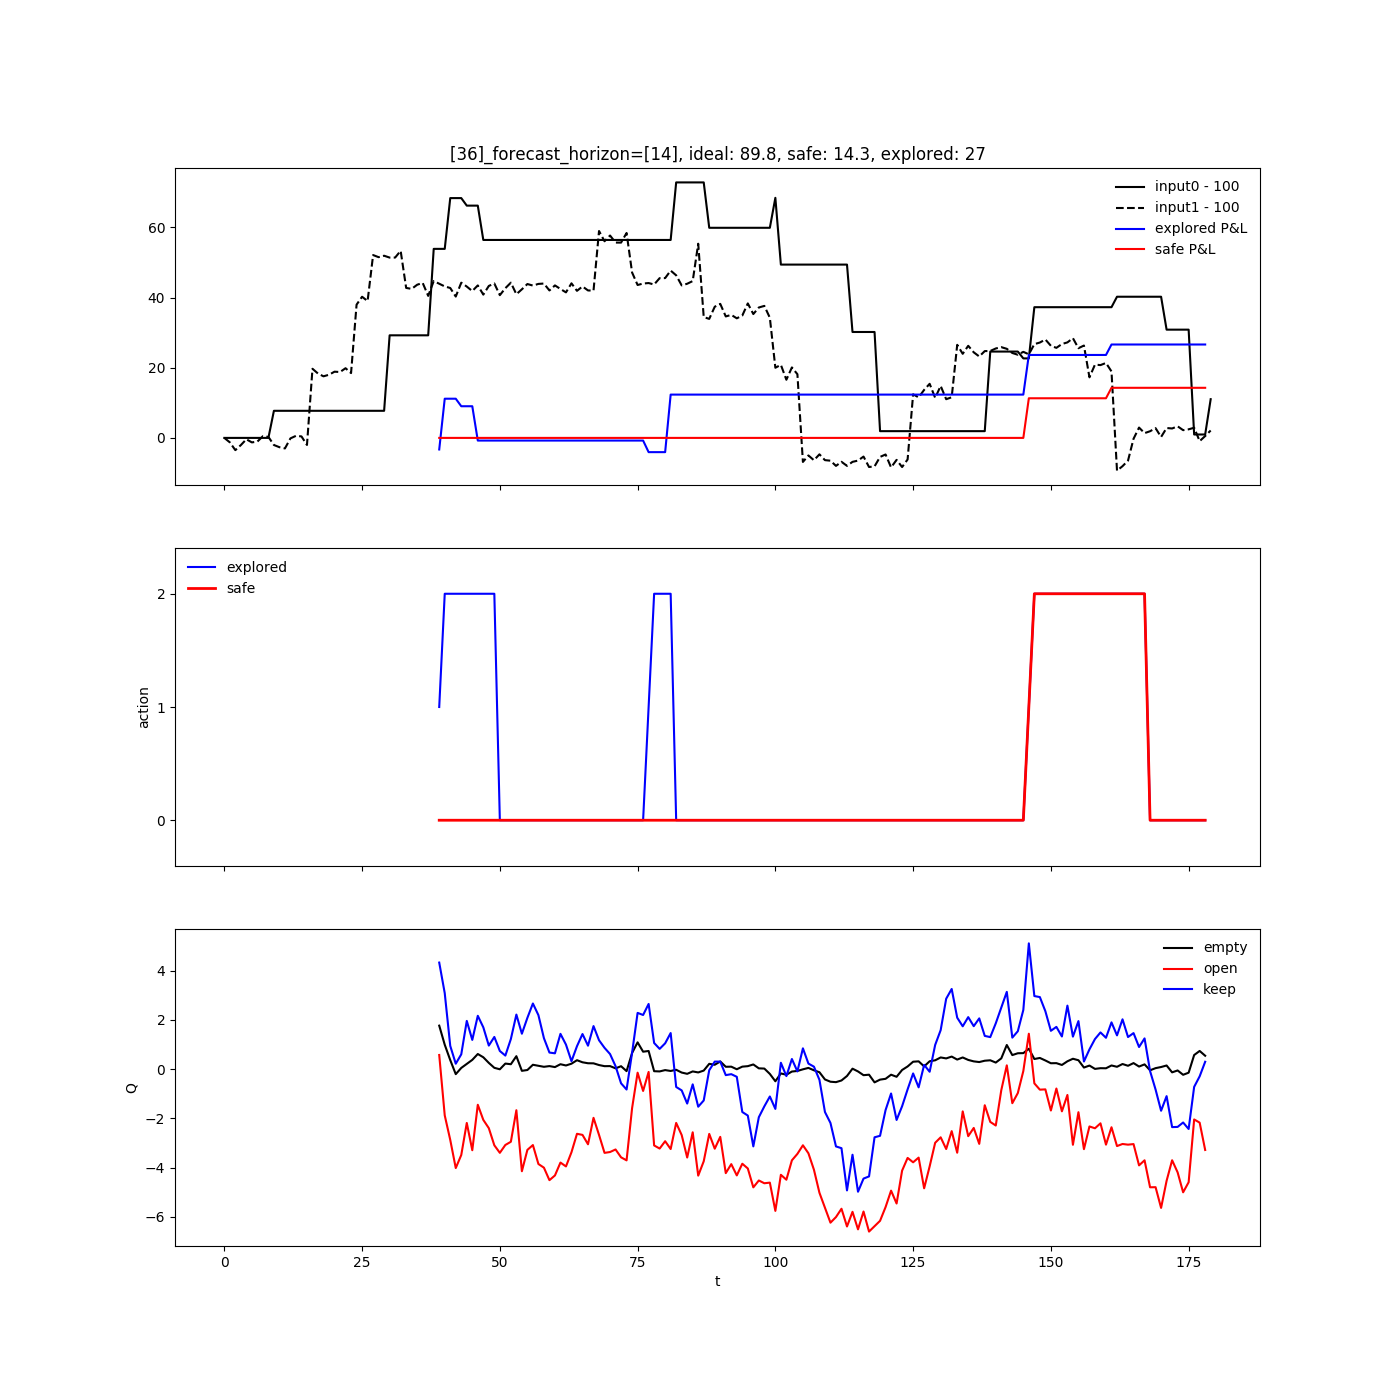 [36]_forecast_horizon=[14], ideal: 89.8, safe: 14.3, explored: 27
input0 - 100
input1 - 100
explored P&L
safe P&L
60
40
20
0
explored
safe
2
1
0
action
empty
open
keep
4
2
0
−2
−4
−6
Q
0 25 50 75 100 125 150 175
t